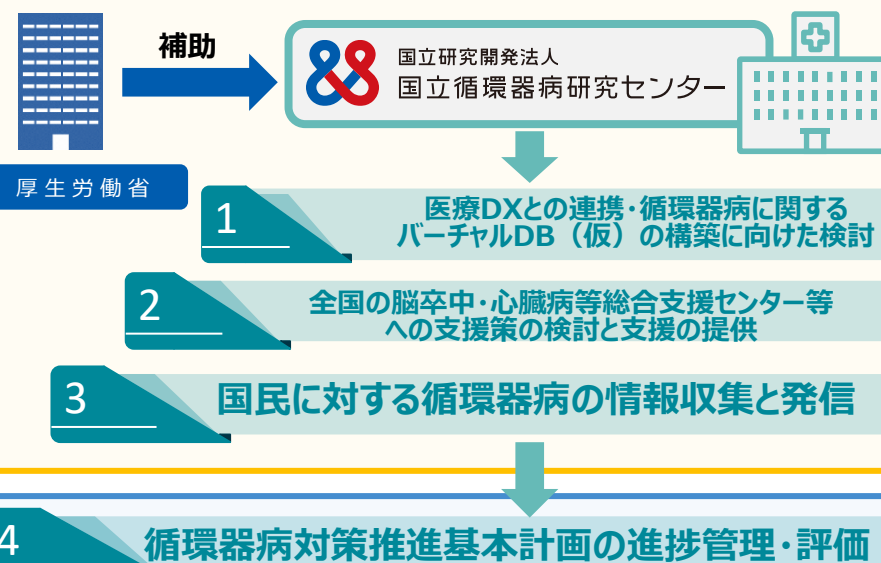 補助
国立研究開発法人
国立循環器病研究センター
厚生労働省
1
医療DXとの連携・循環器病に関する
バーチャルDB（仮）の構築に向けた検討
2
全国の脳卒中・心臓病等総合支援センター等
への支援策の検討と支援の提供
3
国民に対する循環器病の情報収集と発信
4
循環器病対策推進基本計画の進捗管理・評価